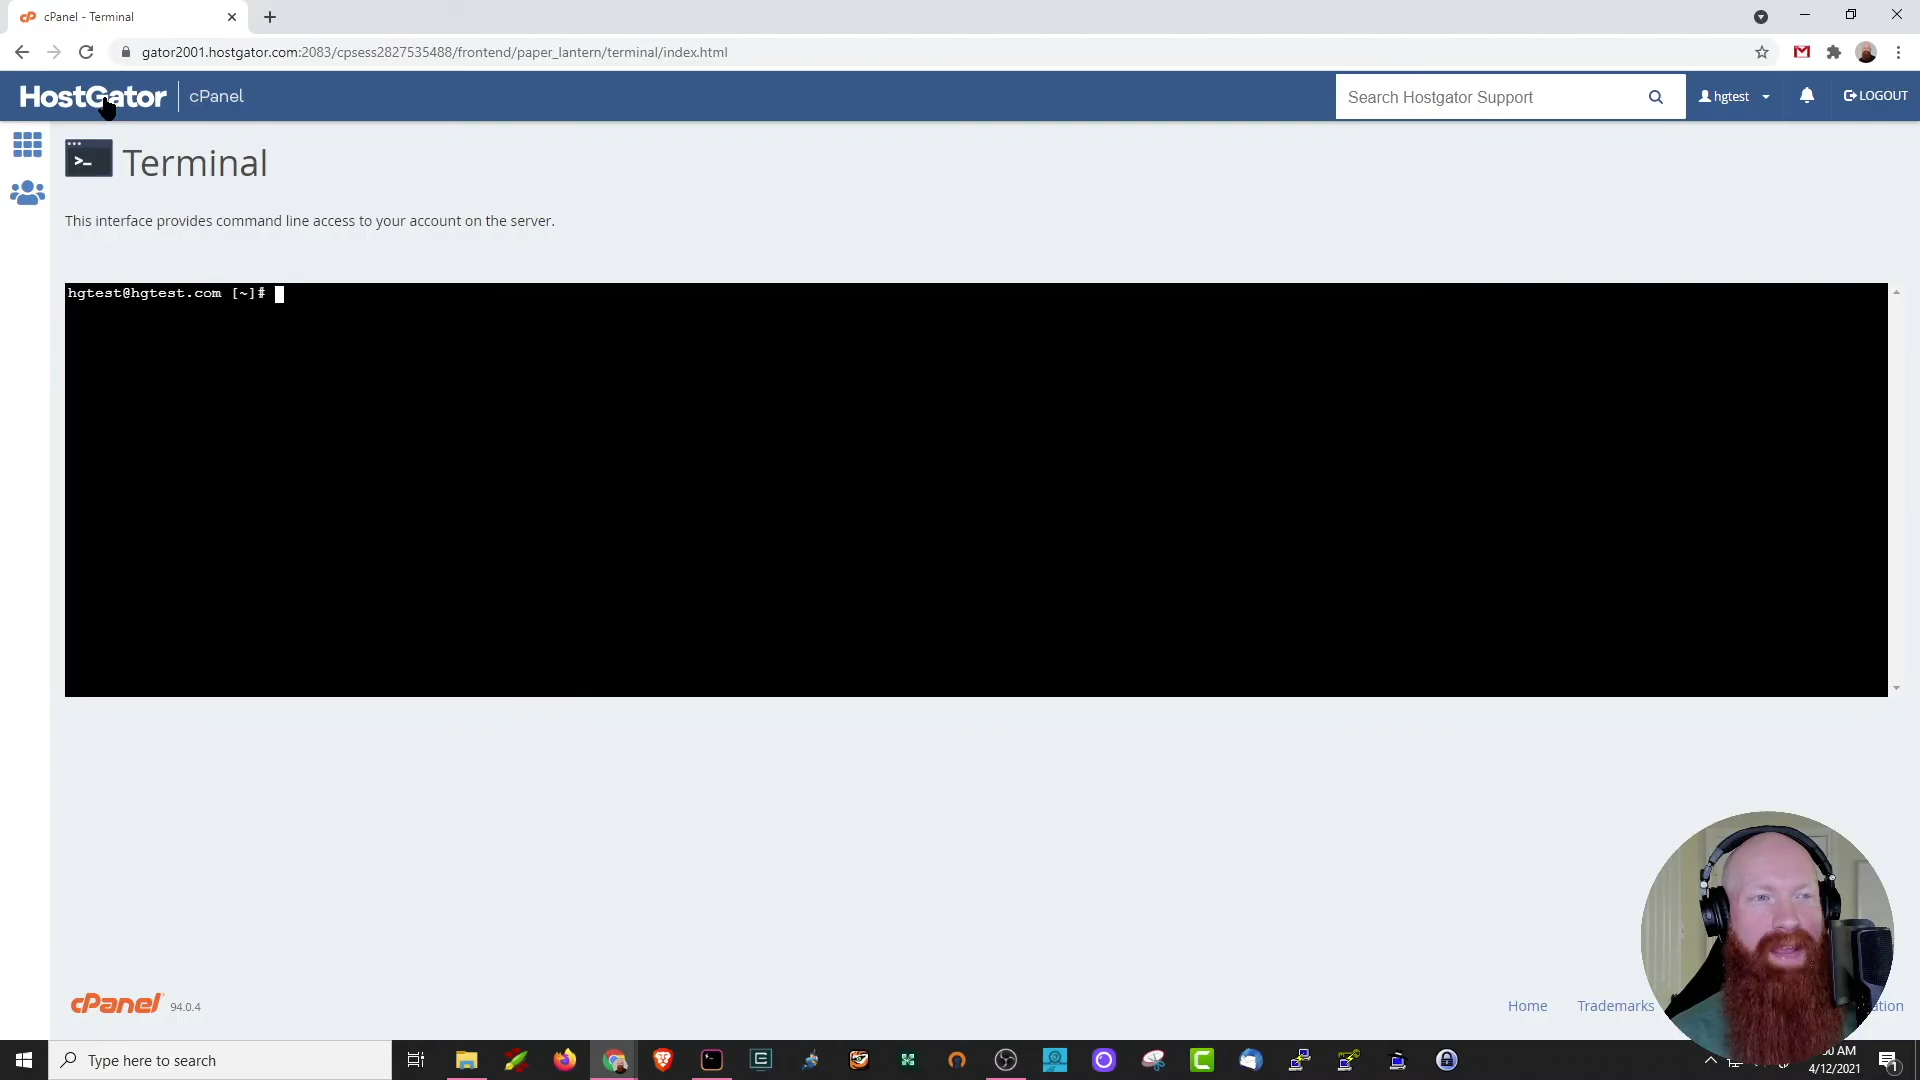 cPanel - Terminal
gator2001.hostgator.com:2083/cpsess2827535488/frontend/paper_lantern/terminal/index.html
HostGator cPanel
Search Hostgator Support
hgtest
LOGOUT
Terminal
This interface provides command line access to your account on the server.
hgtest@hgtest.com [~]#
cPanel 94.0.4
Home Trademarks
Type here to search
AM
4/12/2021
1